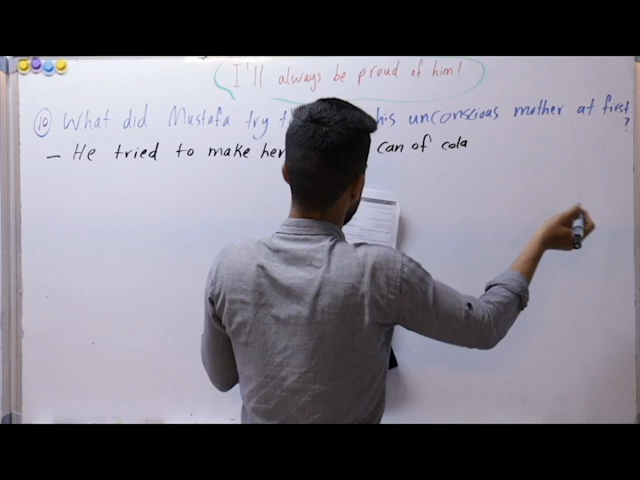 I'll always be proud of him!
10 What did Mustafa try his unconscious mother at first
?
- He tried to make her can of cola